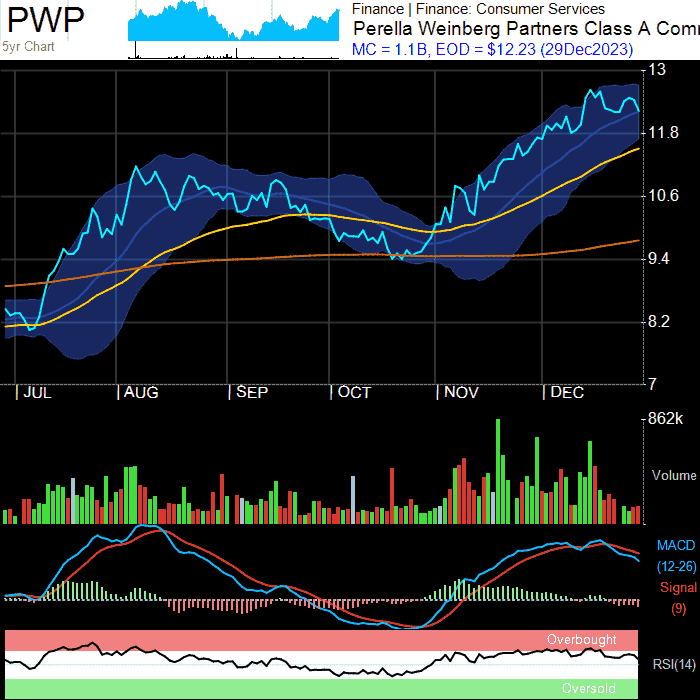 PWP
5yr Chart
Finance | Finance: Consumer Services
Perella Weinberg Partners Class A Com
MC = 1.1B, EOD = $12.23 (29Dec2023)
13
11.8
10.6
9.4
8.2
7
| JUL | AUG | SEP | OCT | NOV | DEC
862k
Volume
MACD
(12-26)
Signal
(9)
Overbought
RSI(14)
Oversold